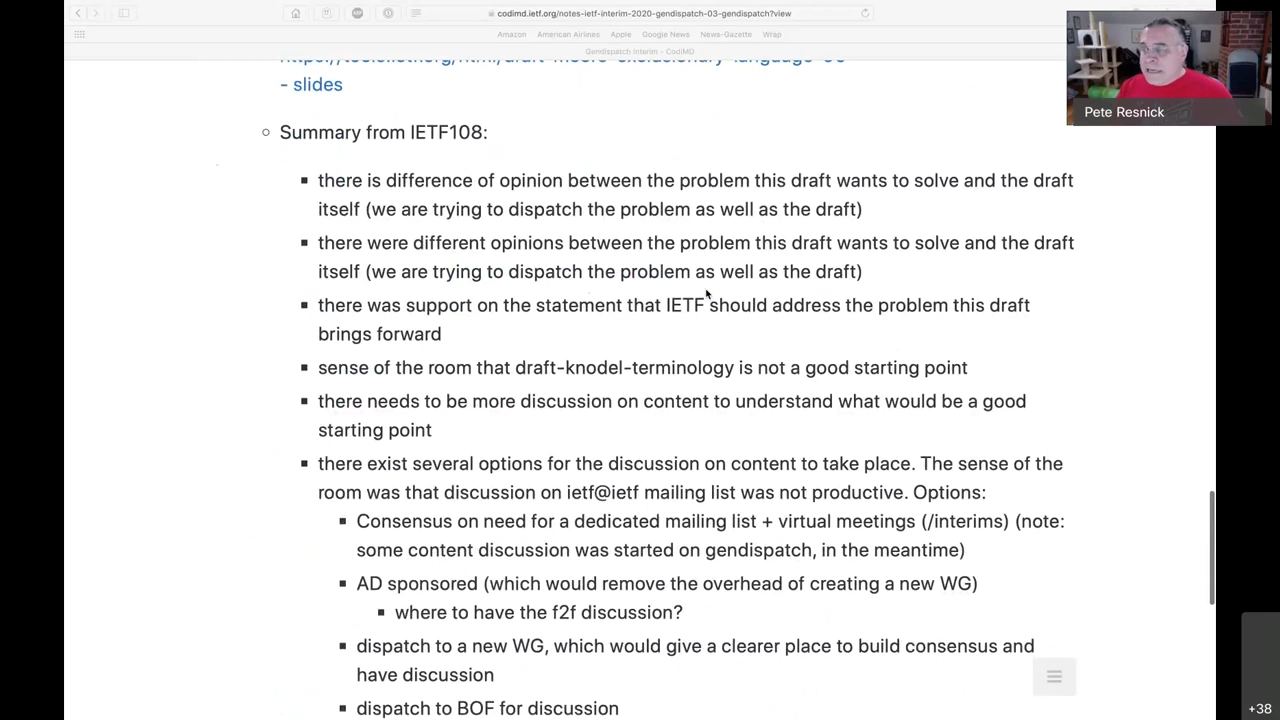 codimd.ietf.org/notes-ietf-interim-2020-gendispatch-03-gendispatch?view
Amazon American Airlines Apple Google News News-Gazette Wrap
Gendispatch Interim - CodiMD
- slides
Summary from IETF108:
there is difference of opinion between the problem this draft wants to solve and the draft
itself (we are trying to dispatch the problem as well as the draft)
there were different opinions between the problem this draft wants to solve and the draft
itself (we are trying to dispatch the problem as well as the draft)
there was support on the statement that IETF should address the problem this draft
brings forward
sense of the room that draft-knodel-terminology is not a good starting point
there needs to be more discussion on content to understand what would be a good
starting point
there exist several options for the discussion on content to take place. The sense of the
room was that discussion on ietf@ietf mailing list was not productive. Options:
Consensus on need for a dedicated mailing list + virtual meetings (/interims) (note:
some content discussion was started on gendispatch, in the meantime)
AD sponsored (which would remove the overhead of creating a new WG)
where to have the f2f discussion?
dispatch to a new WG, which would give a clearer place to build consensus and
have discussion
dispatch to BOF for discussion
Pete Resnick
+38